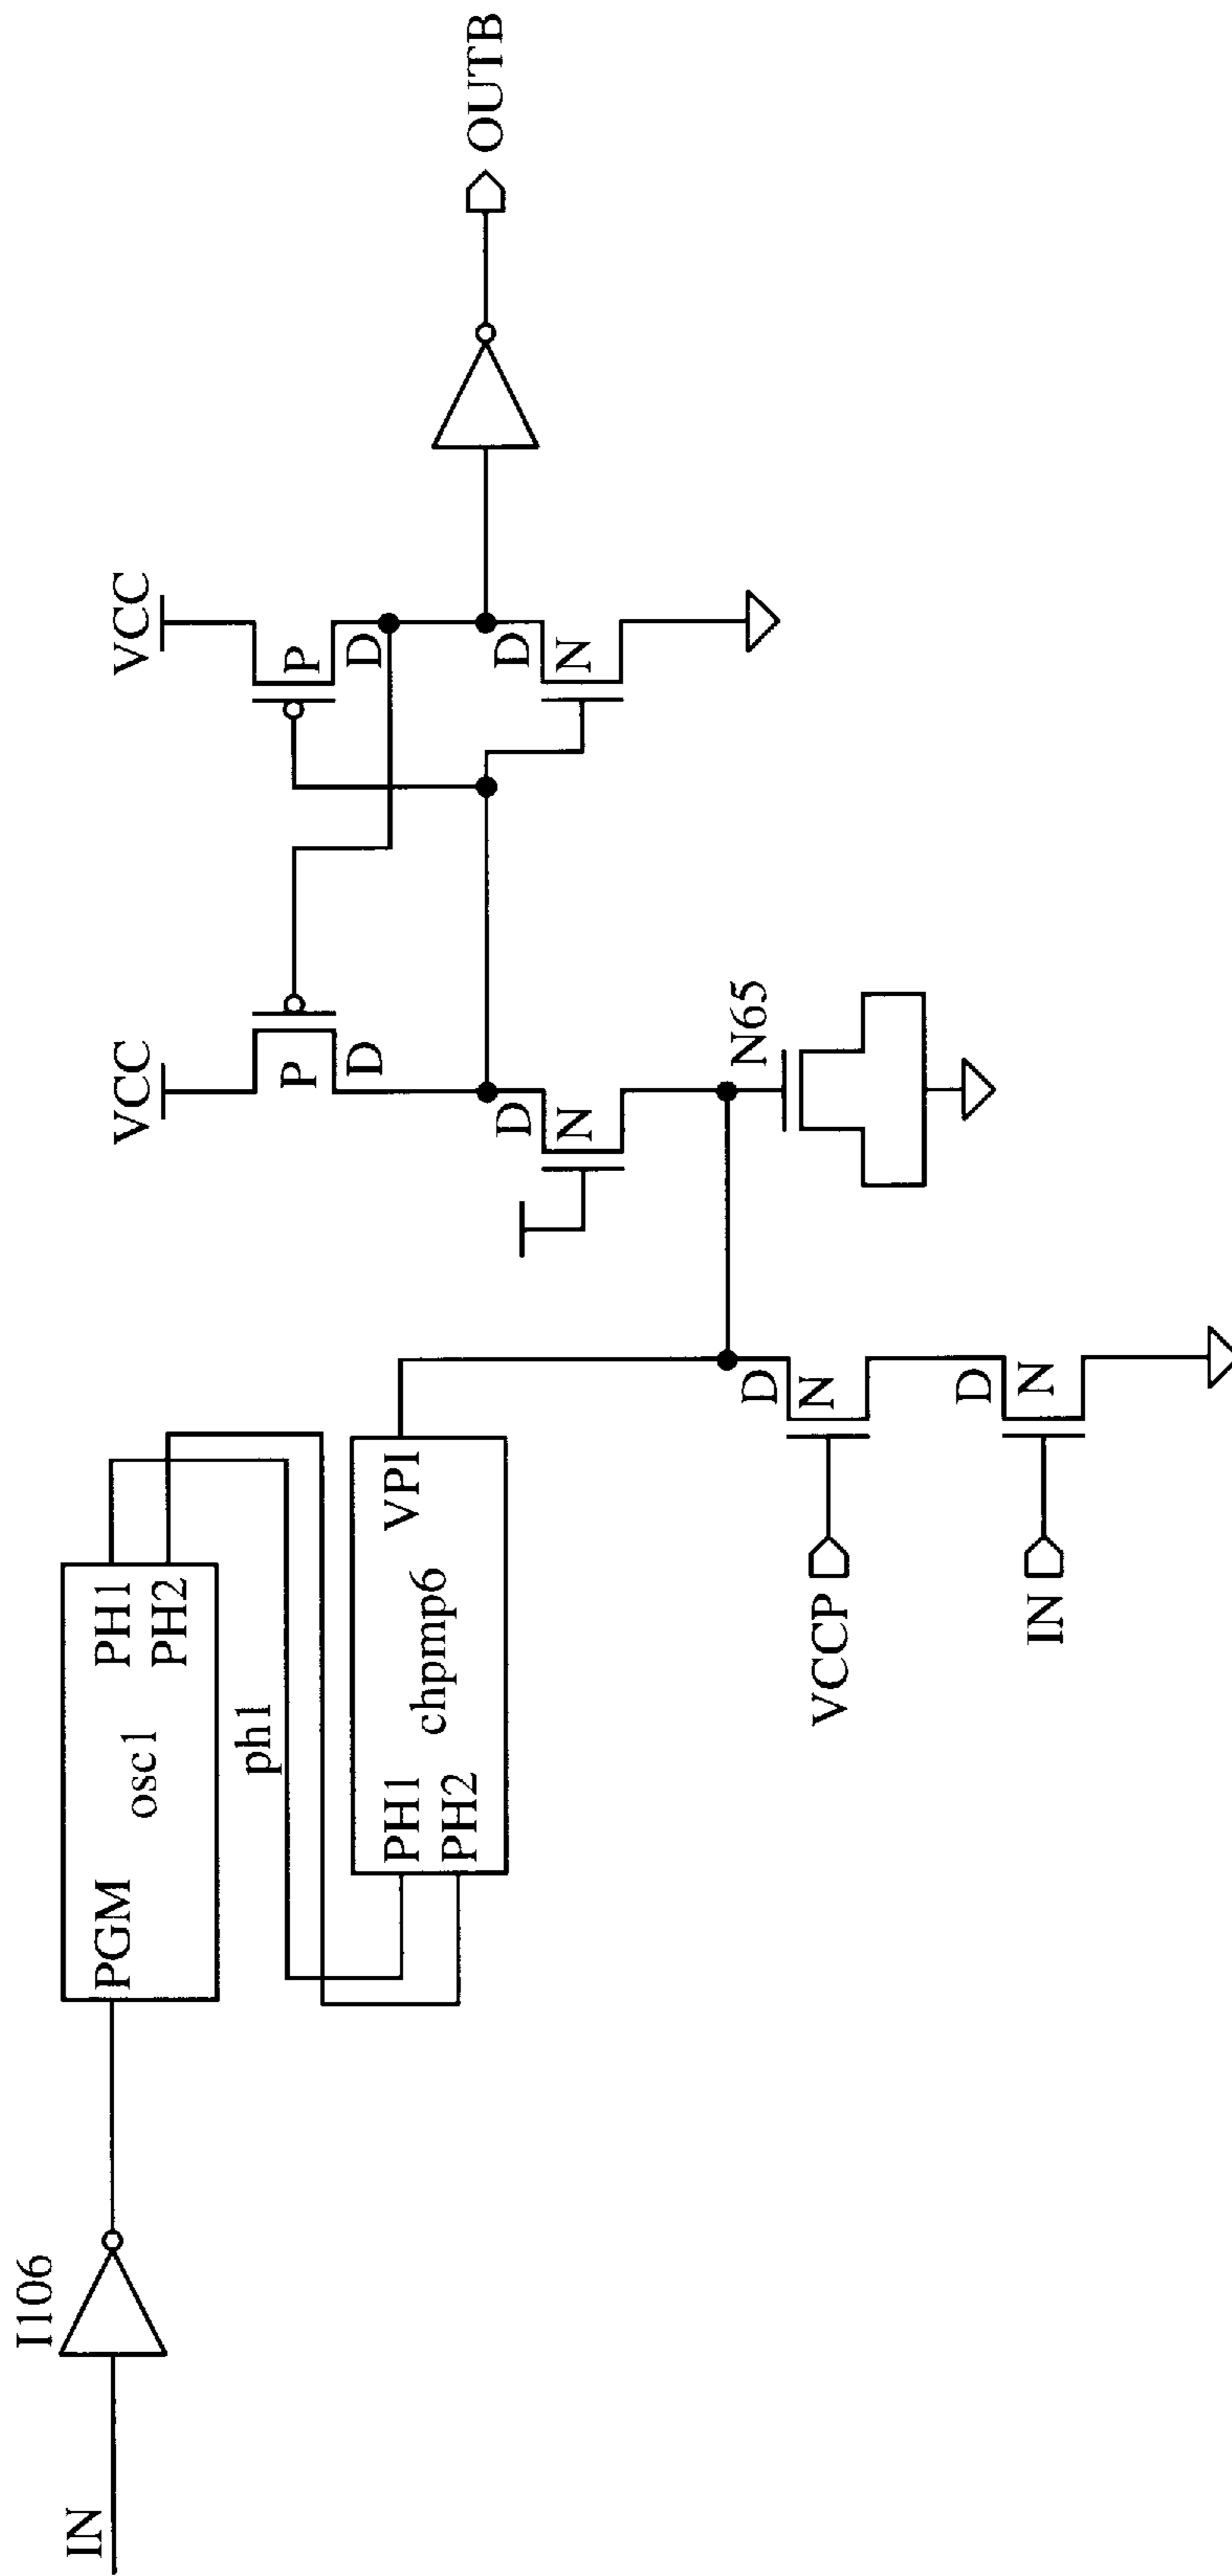 I106
IN
PGM
osc1
PH1
PH2
ph1
PH1
PH2
chpmp6
VPI
VCCP
IN
D
N
D
N
VCC
P
D
D
N
N65
VCC
P
D
D
N
OUTB